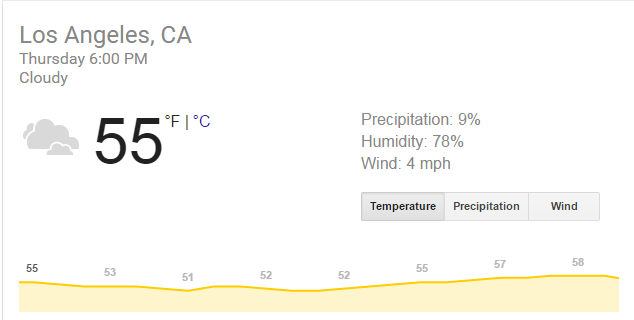 Los Angeles, CA
Thursday 6:00 PM
Cloudy
55 °F | °C
Precipitation: 9%
Humidity: 78%
Wind: 4 mph
Temperature Precipitation Wind
55 53 51 52 52 55 57 58